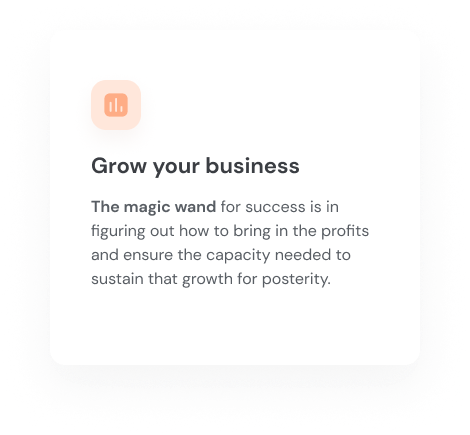 Grow your business
The magic wand for success is in
figuring out how to bring in the profits
and ensure the capacity needed to
sustain that growth for posterity.